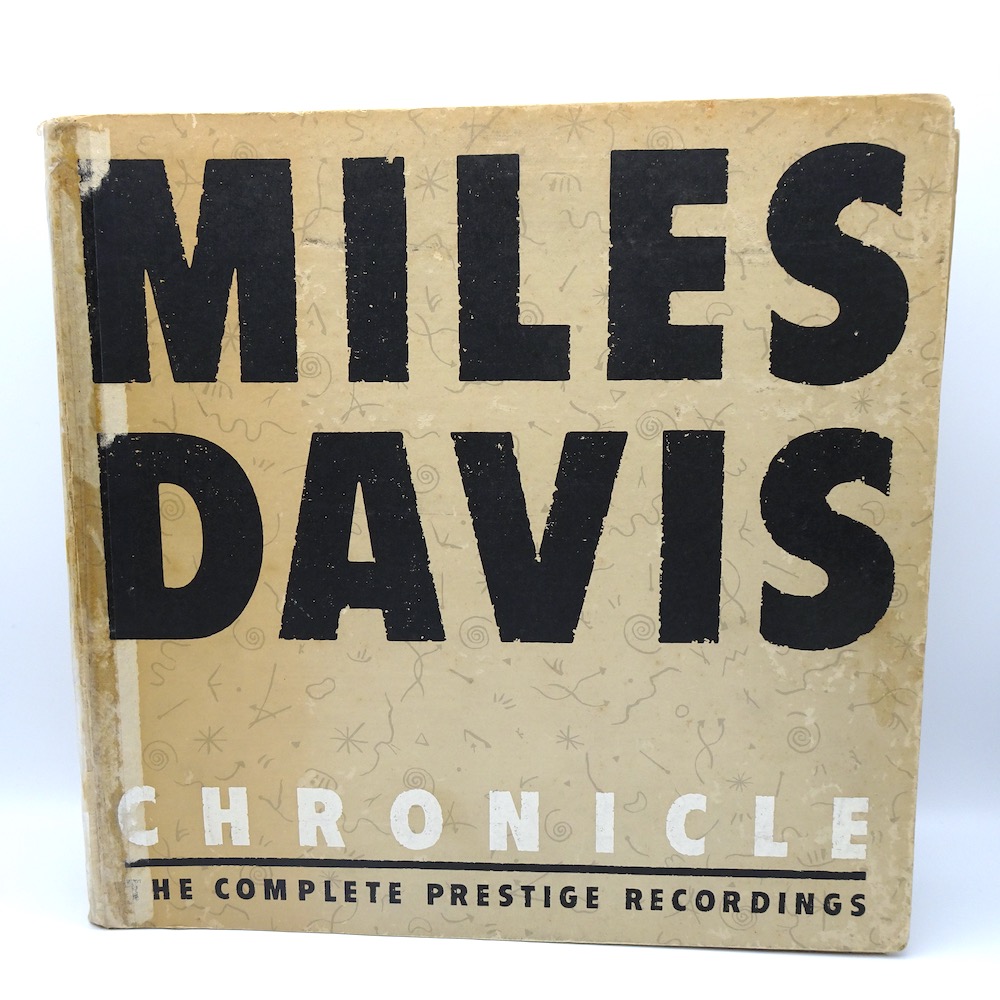 MILES
DAVIS
CHRONICLE
THE COMPLETE PRESTIGE RECORDINGS